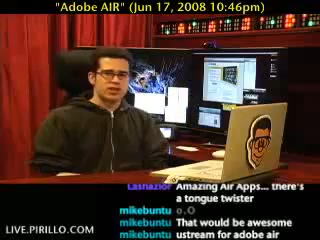 "Adobe AIR" (Jun 17, 2008 10:46pm)
Lashazior Amazing Air Apps... there's
a tongue twister
mikebuntu o.O
mikebuntu That would be awesome
mikebuntu ustream for adobe air
LIVE.PIRILLO.COM